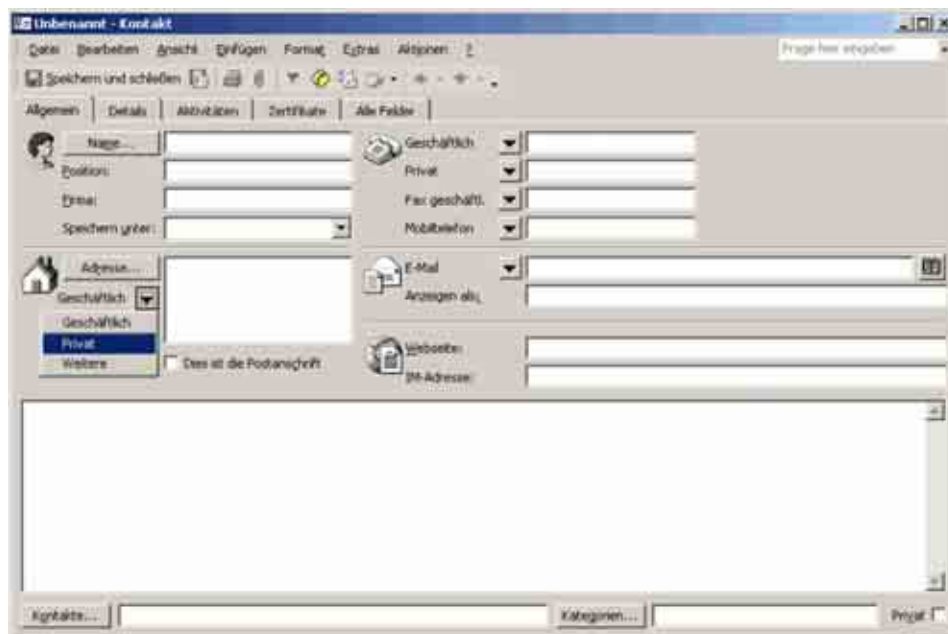 Unbenannt - Kontakt
Datei Bearbeiten Ansicht Einfügen Format Extras Aktionen ?
Frage hier eingeben
Speichern und schließen
Allgemein Details Aktivitäten Zertifikate Alle Felder
Name... Geschäftlich
Position: Privat
Firma: Fax geschäftl.
Speichern unter: Mobiltelefon
Adresse... E-Mail
Geschäftlich Anzeigen als:
Geschäftlich
Privat Webseite:
Weitere Dies ist die Postanschrift
IM-Adresse:
Kontakte... Kategorien... Privat